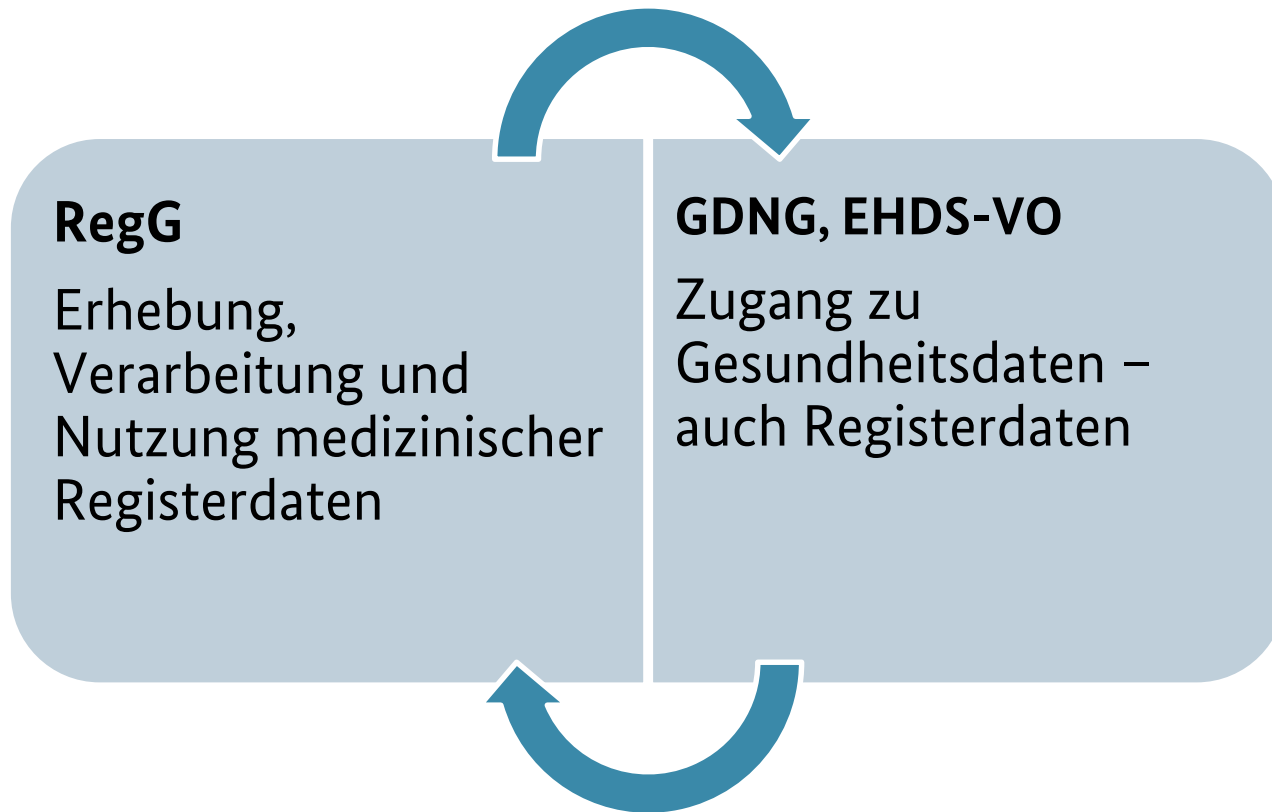 RegG
Erhebung,
Verarbeitung und
Nutzung medizinischer
Registerdaten
GDNG, EHDS-VO
Zugang zu
Gesundheitsdaten –
auch Registerdaten